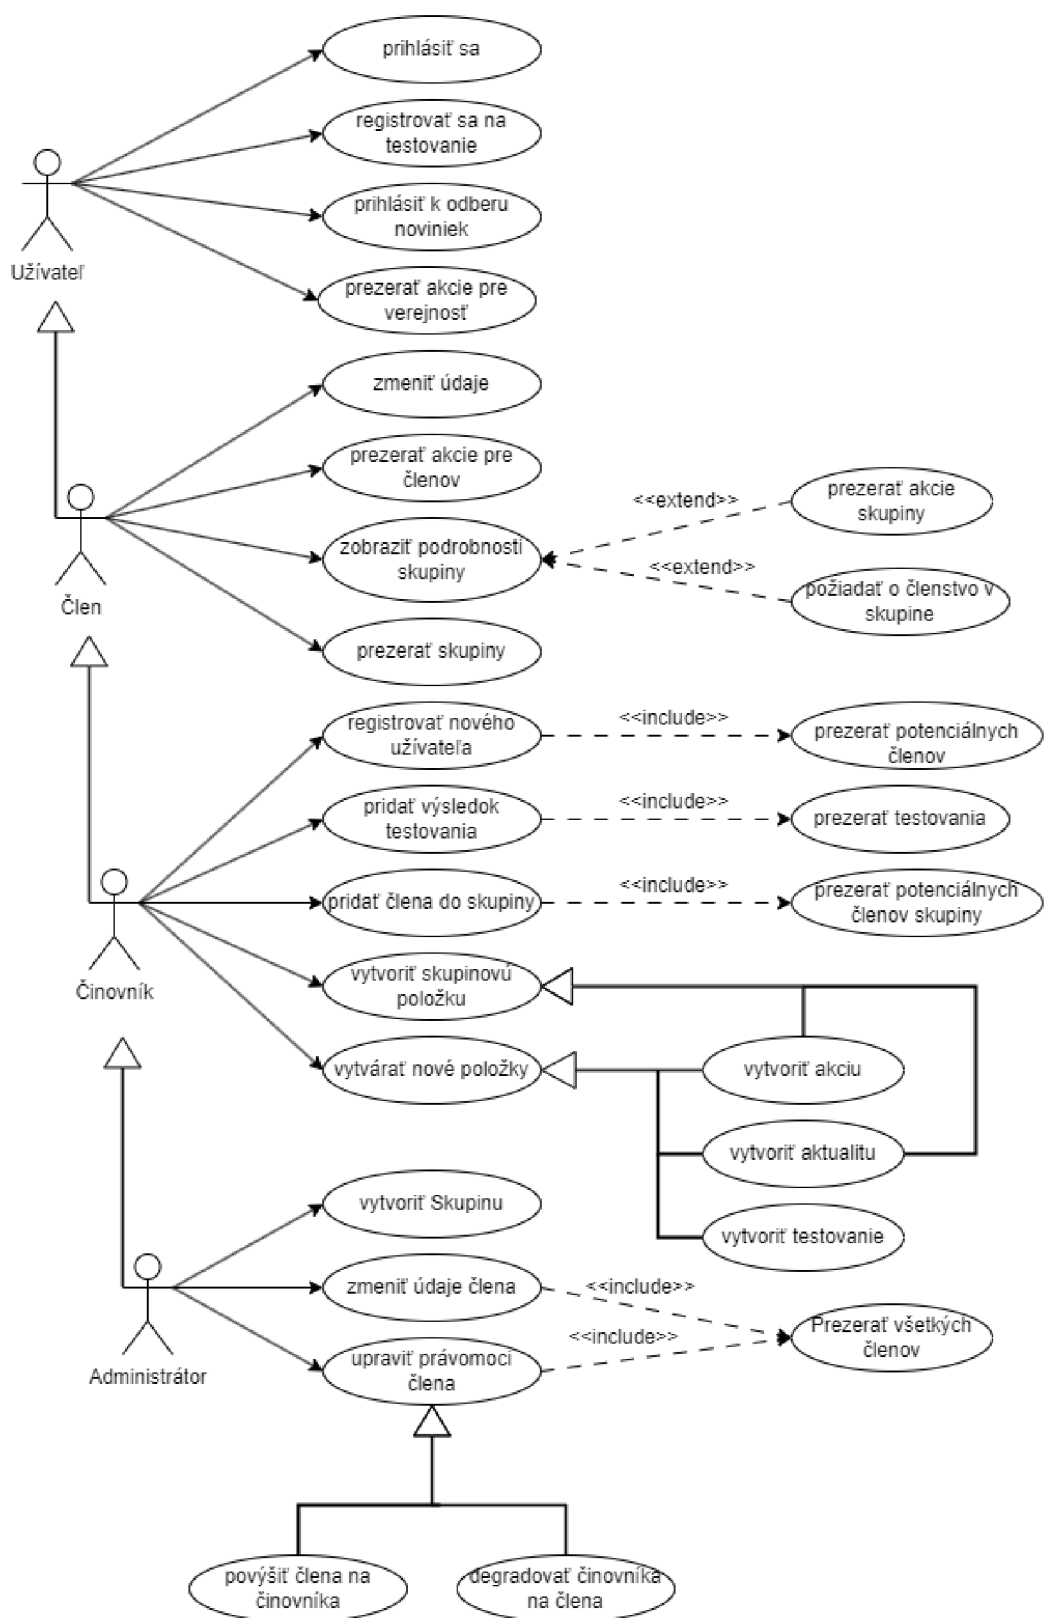 prihlásiť sa
registrovať sa na
testovanie
prihlásiť k odberu
noviniek
Užívateľ
prezerať akcie pre
verejnosť
zmeniť údaje
prezerať akcie pre
členov
<<extend>>
prezerať akcie
skupiny
zobraziť podrobnosti
skupiny
<<extend>>
požiadať o členstvo v
skupine
Člen
prezerať skupiny
registrovať nového
užívateľa
<<include>>
prezerať potenciálnych
členov
pridať výsledok
testovania
<<include>>
prezerať testovania
pridať člena do skupiny
<<include>>
prezerať potenciálnych
členov skupiny
Činovník
vytvoriť skupinovú
položku
vytvárať nové položky
vytvoriť akciu
vytvoriť aktualitu
vytvoriť testovanie
vytvoriť Skupinu
zmeniť údaje člena
<<include>>
<<include>>
Prezerať všetkých
členov
Administrátor
upraviť právomoci
člena
povýšiť člena na
činovníka
degradovať činovníka
na člena